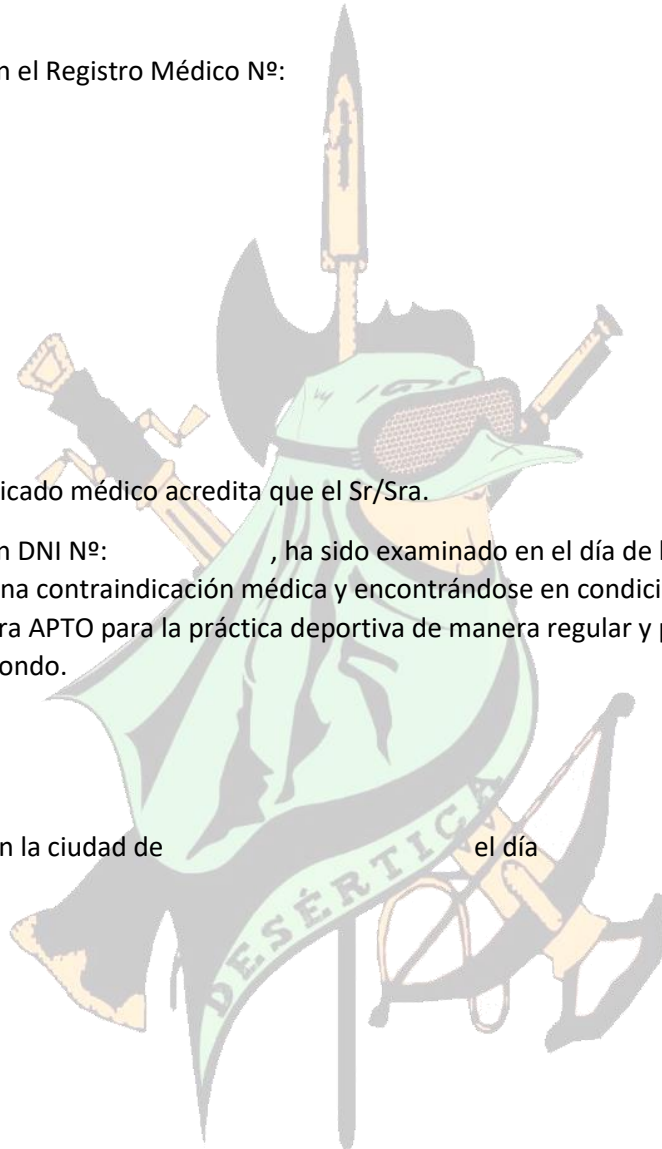 n el Registro Médico Nº:
icado médico acredita que el Sr/Sra.
n DNI Nº: , ha sido examinado en el día de
na contraindicación médica y encontrándose en condici
ra APTO para la práctica deportiva de manera regular y
ondo.
n la ciudad de el día
DESÉRTICA